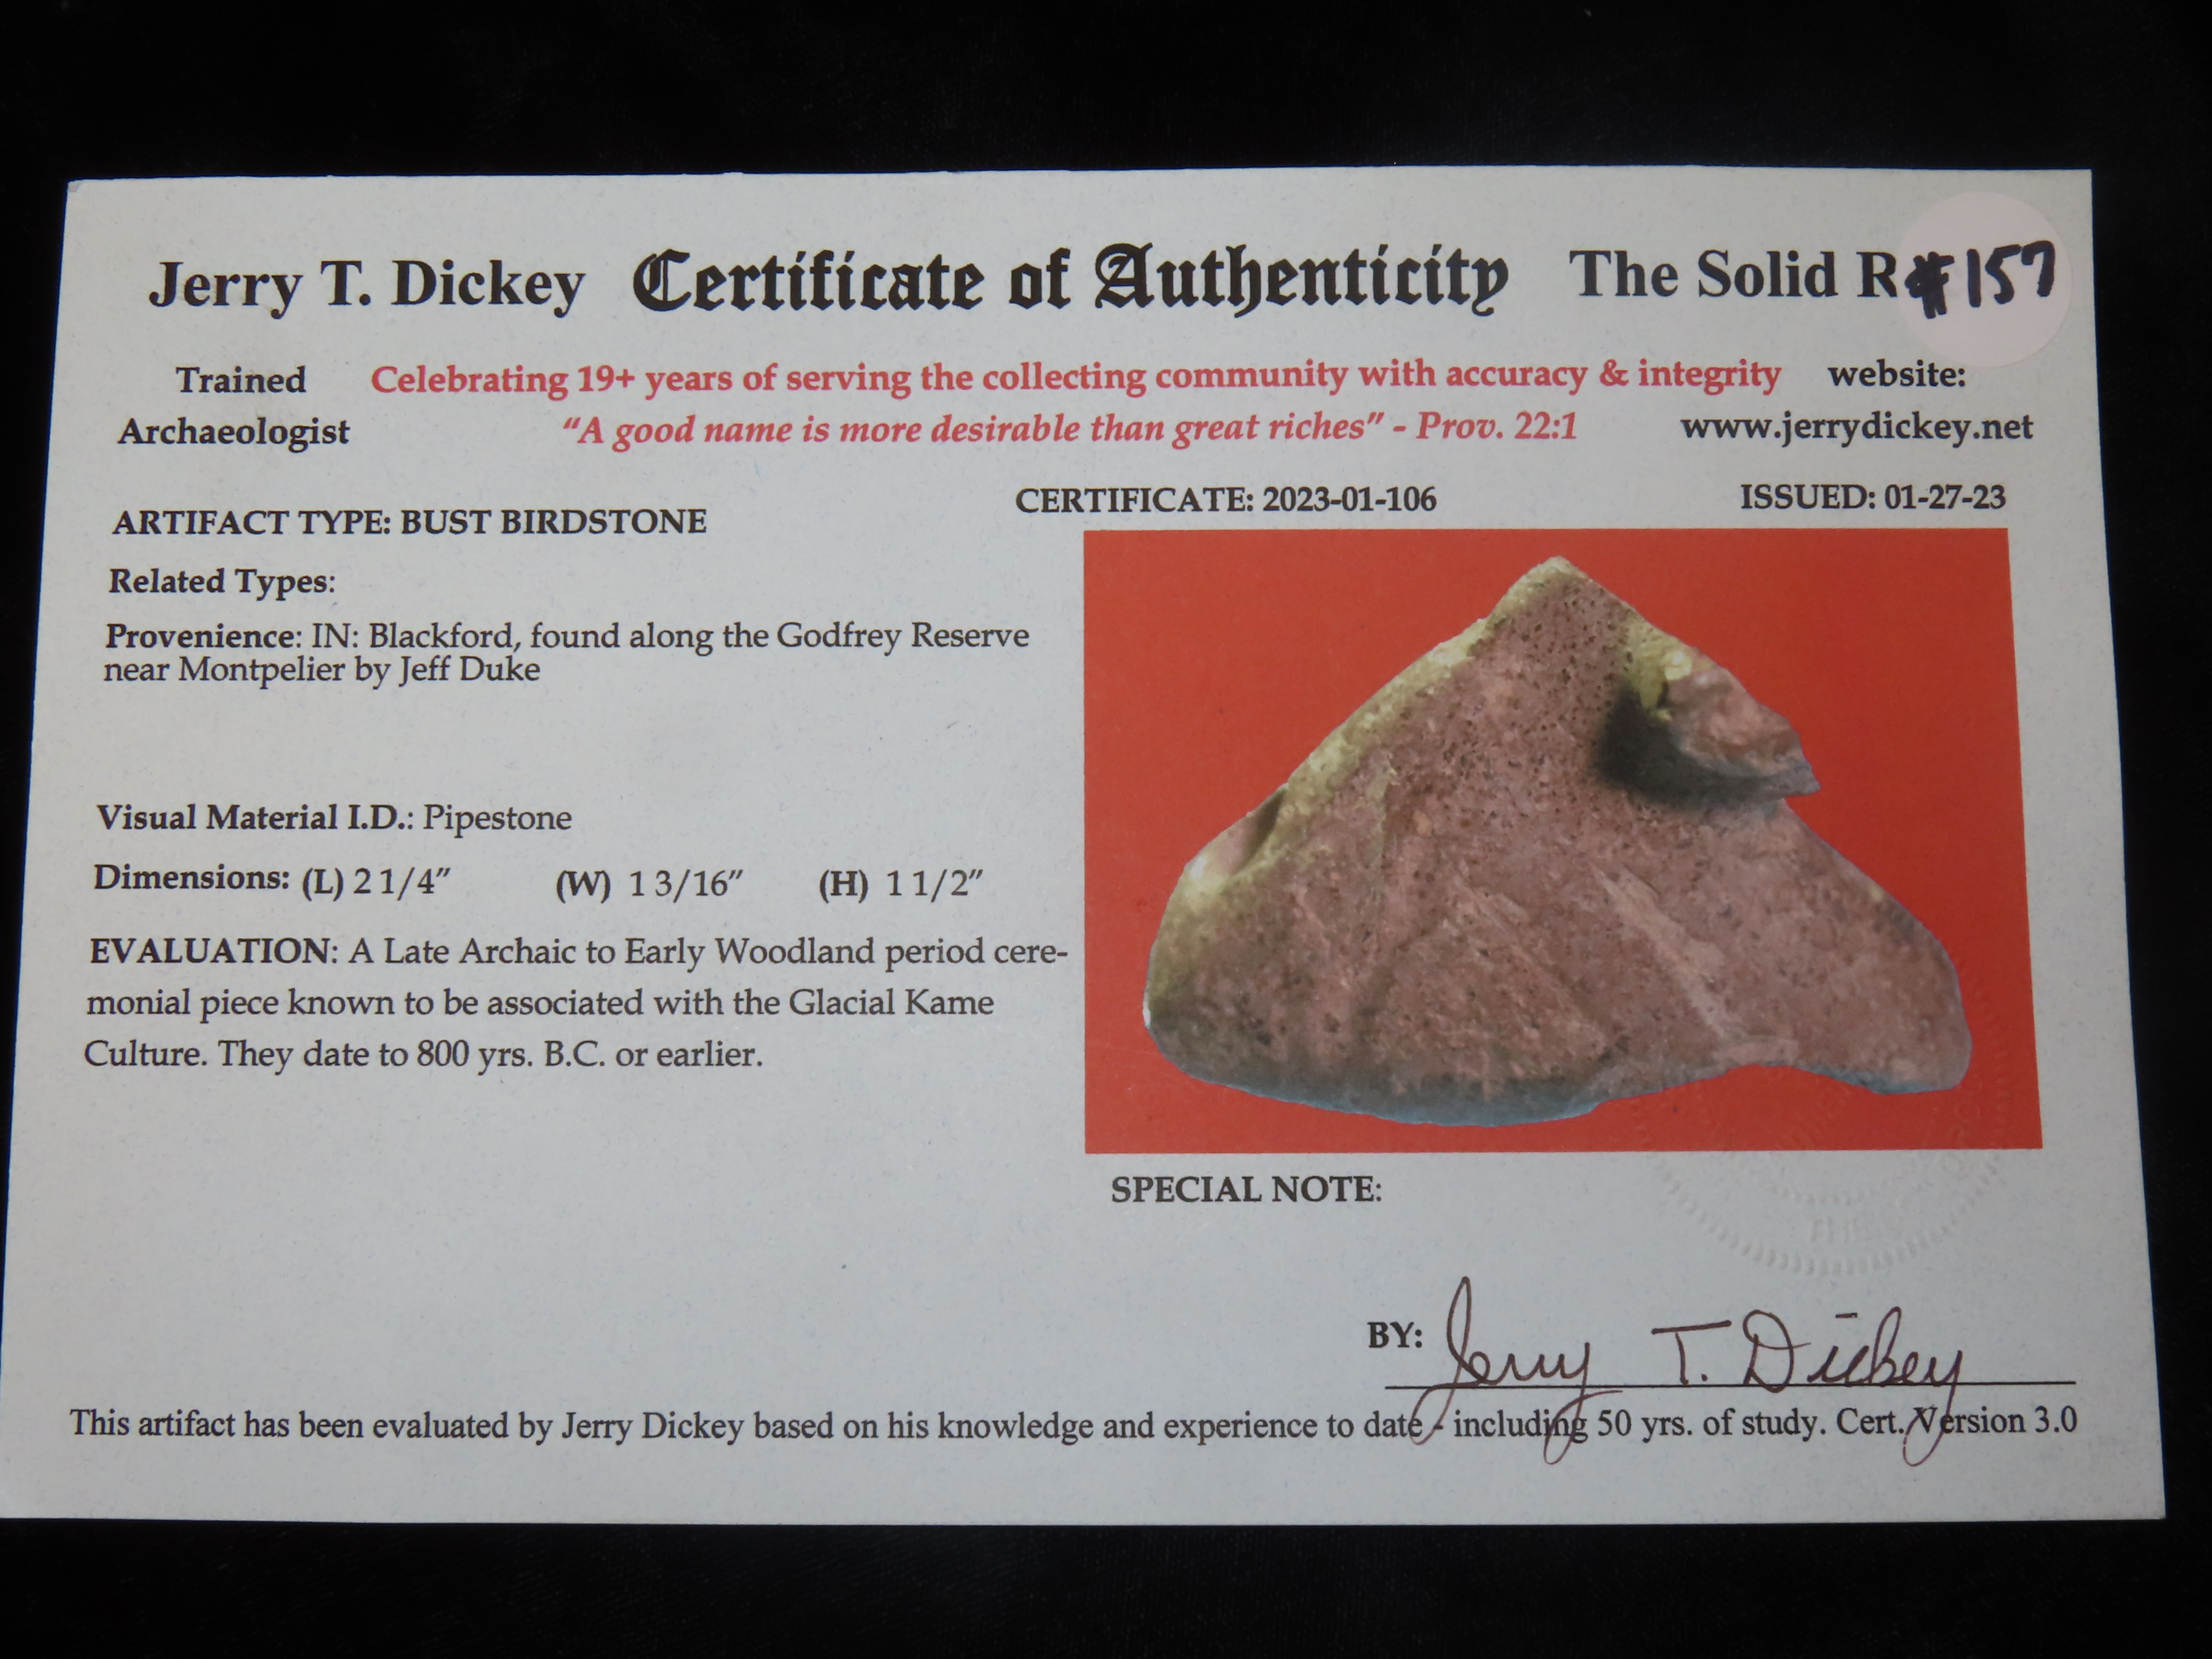 Jerry T. Dickey Certificate of Authenticity The Solid R #157
Trained Celebrating 19+ years of serving the collecting community with accuracy & integrity website:
Archaeologist "A good name is more desirable than great riches" - Prov. 22:1 www.jerrydickey.net
CERTIFICATE: 2023-01-106 ISSUED: 01-27-23
ARTIFACT TYPE: BUST BIRDSTONE
Related Types:
Provenience: IN: Blackford, found along the Godfrey Reserve
near Montpelier by Jeff Duke
Visual Material I.D.: Pipestone
Dimensions: (L) 2 1/4" (W) 1 3/16" (H) 1 1/2"
EVALUATION: A Late Archaic to Early Woodland period cere-
monial piece known to be associated with the Glacial Kame
Culture. They date to 800 yrs. B.C. or earlier.
SPECIAL NOTE:
BY: Jerry T. Dickey
This artifact has been evaluated by Jerry Dickey based on his knowledge and experience to date - including 50 yrs. of study. Cert. Version 3.0